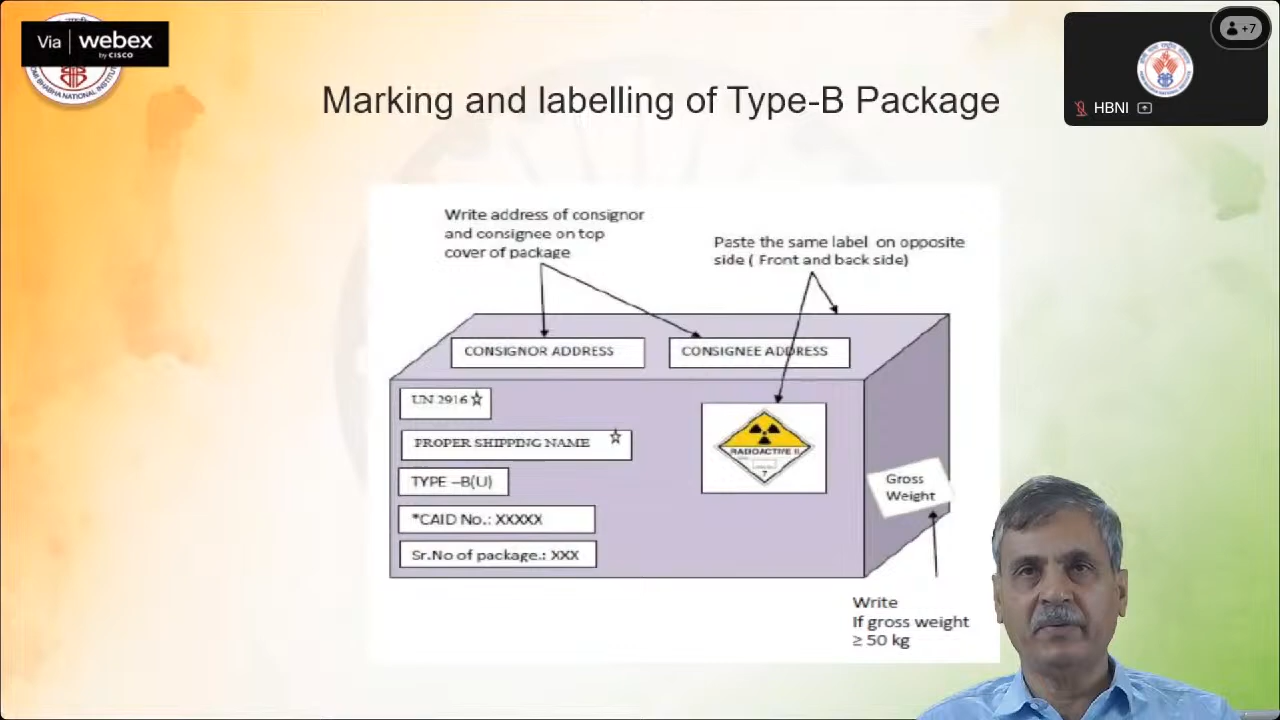 Via webex
by CISCO
BHABHA NATIONAL
+7
HBNI
Marking and labelling of Type-B Package
Write address of consignor
and consignee on top
cover of package
Paste the same label on opposite
side ( Front and back side)
CONSIGNOR ADDRESS
CONSIGNEE ADDRESS
UN 2916 ☆
PROPER SHIPPING NAME ☆
TYPE –B(U)
*CAID No.: XXXXX
Sr.No of package.: XXX
RADIOACTIVE II
7
Gross
Weight
Write
If gross weight
≥ 50 kg